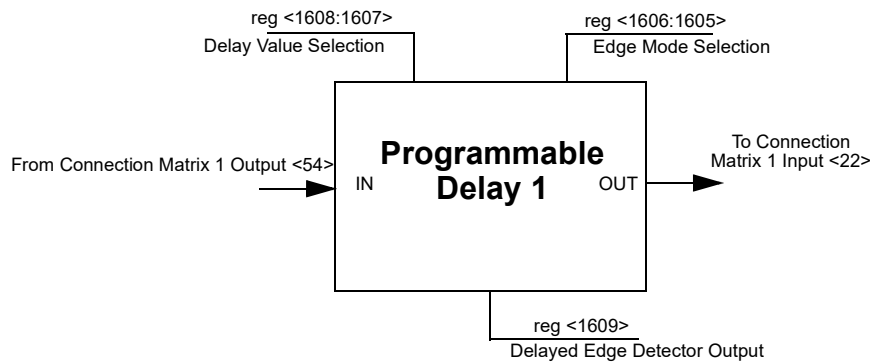 reg <1608:1607>
Delay Value Selection
reg <1606:1605>
Edge Mode Selection
From Connection Matrix 1 Output <54>
IN
Programmable
Delay 1
OUT
To Connection
Matrix 1 Input <22>
reg <1609>
Delayed Edge Detector Output